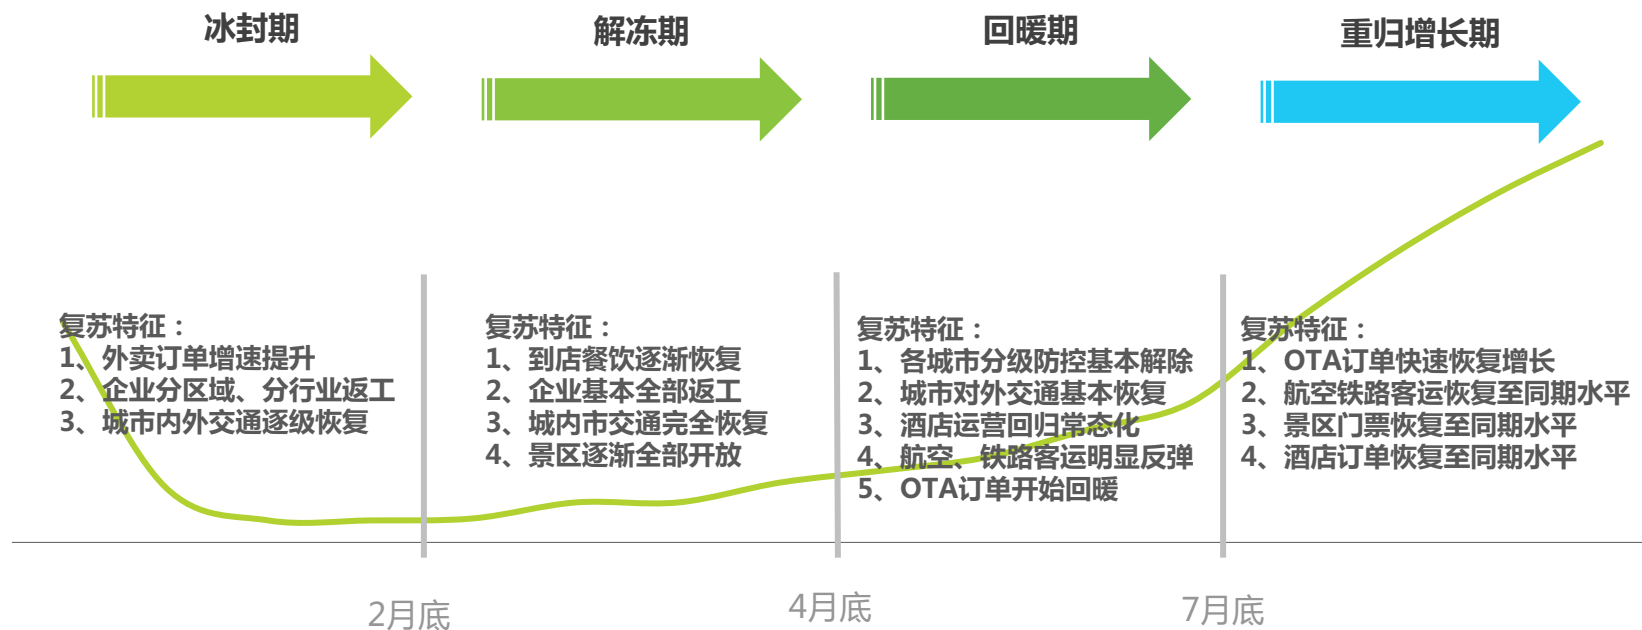 冰封期
解冻期
回暖期
重归增长期
复苏特征：
1、外卖订单增速提升
2、企业分区域、分行业返工
3、城市内外交通逐级恢复
复苏特征：
1、到店餐饮逐渐恢复
2、企业基本全部返工
3、城内市交通完全恢复
4、景区逐渐全部开放
复苏特征：
1、各城市分级防控基本解除
2、城市对外交通基本恢复
3、酒店运营回归常态化
4、航空、铁路客运明显反弹
5、OTA订单开始回暖
复苏特征：
1、OTA订单快速恢复增长
2、航空铁路客运恢复至同期水平
3、景区门票恢复至同期水平
4、酒店订单恢复至同期水平
2月底
4月底
7月底